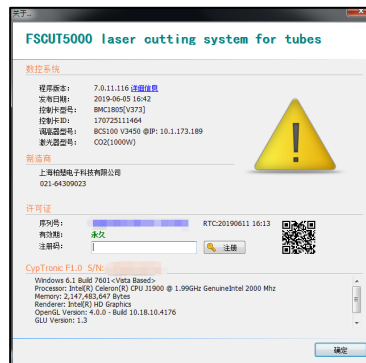 关于...
FSCUT5000 laser cutting system for tubes
数控系统
程序版本: 7.0.11.116 详细信息
发布日期: 2019-06-05 16:42
控制卡型号: BMC1805[V373]
控制卡ID: 170725111464
调高器型号: BCS100 V3450 @IP: 10.1.173.189
激光器型号: CO2(1000W)
制造商
上海柏楚电子科技有限公司
021-64309023
许可证
序列号: RTC:20190611 16:13
有效期: 永久
注册码: 注册
CypTronic F1.0 S/N:
Windows 6.1 Build 7601<Vista Based>
Processor: Intel(R) Celeron(R) CPU J1900 @ 1.99GHz GenuineIntel 2000 Mhz
Memory: 2,147,483,647 Bytes
Renderer: Intel(R) HD Graphics
OpenGL Version: 4.0.0 - Build 10.18.10.4176
GLU Version: 1.3
确定